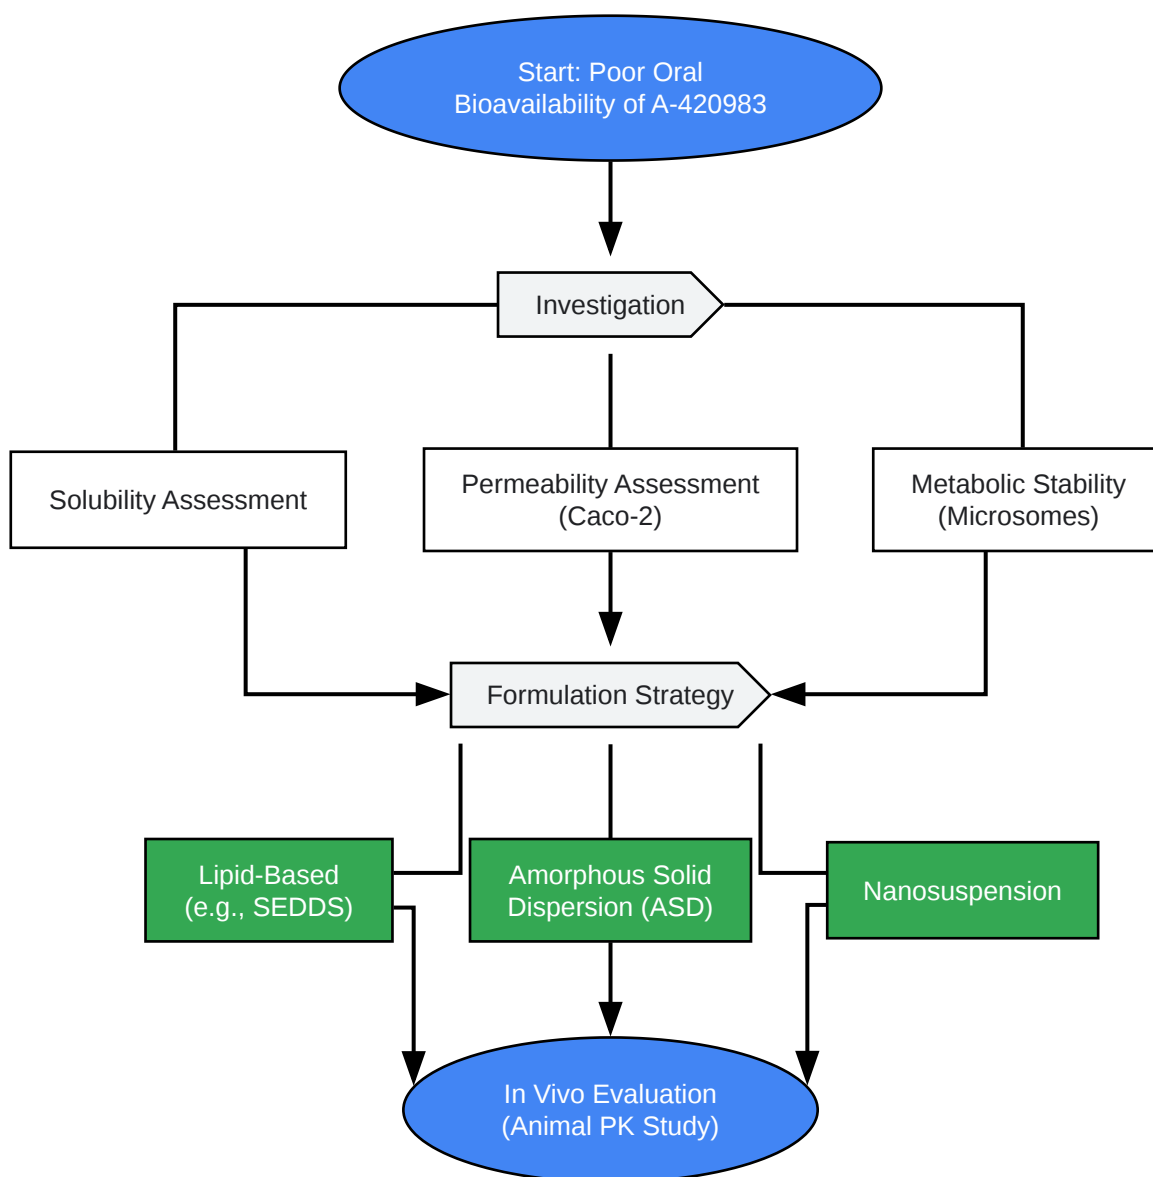 Start: Poor Oral
Bioavailability of A-420983
Investigation
Solubility Assessment
Permeability Assessment
(Caco-2)
Metabolic Stability
(Microsomes)
Formulation Strategy
Lipid-Based
(e.g., SEDDS)
Amorphous Solid
Dispersion (ASD)
Nanosuspension
In Vivo Evaluation
(Animal PK Study)